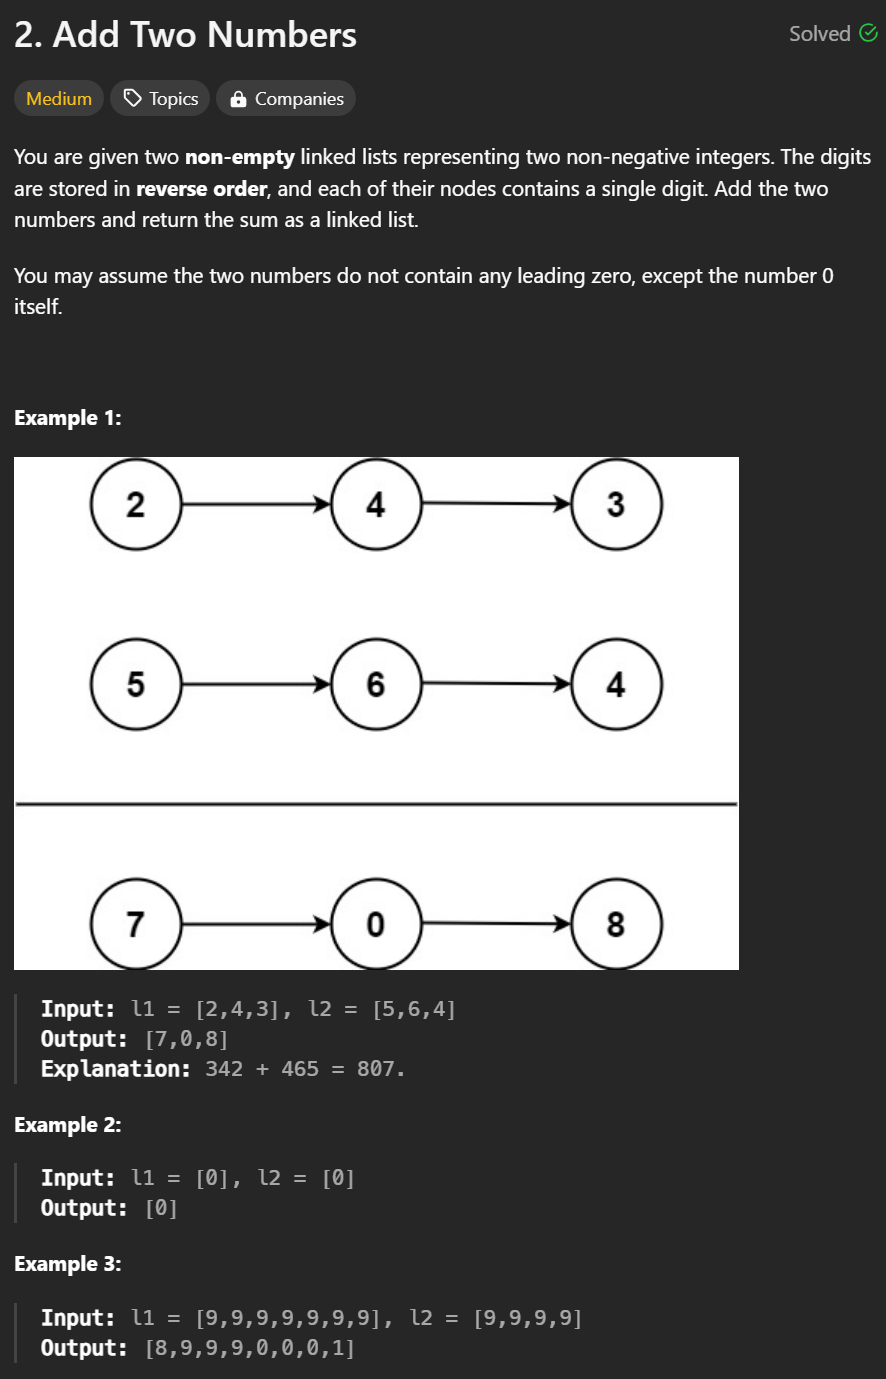 2. Add Two Numbers
Solved
Medium
Topics
Companies
You are given two non-empty linked lists representing two non-negative integers. The digits
are stored in reverse order, and each of their nodes contains a single digit. Add the two
numbers and return the sum as a linked list.
You may assume the two numbers do not contain any leading zero, except the number 0
itself.
Example 1:
2 4 3
5 6 4
7 0 8
Input: l1 = [2,4,3], l2 = [5,6,4]
Output: [7,0,8]
Explanation: 342 + 465 = 807.
Example 2:
Input: l1 = [0], l2 = [0]
Output: [0]
Example 3:
Input: l1 = [9,9,9,9,9,9,9], l2 = [9,9,9,9]
Output: [8,9,9,9,0,0,0,1]